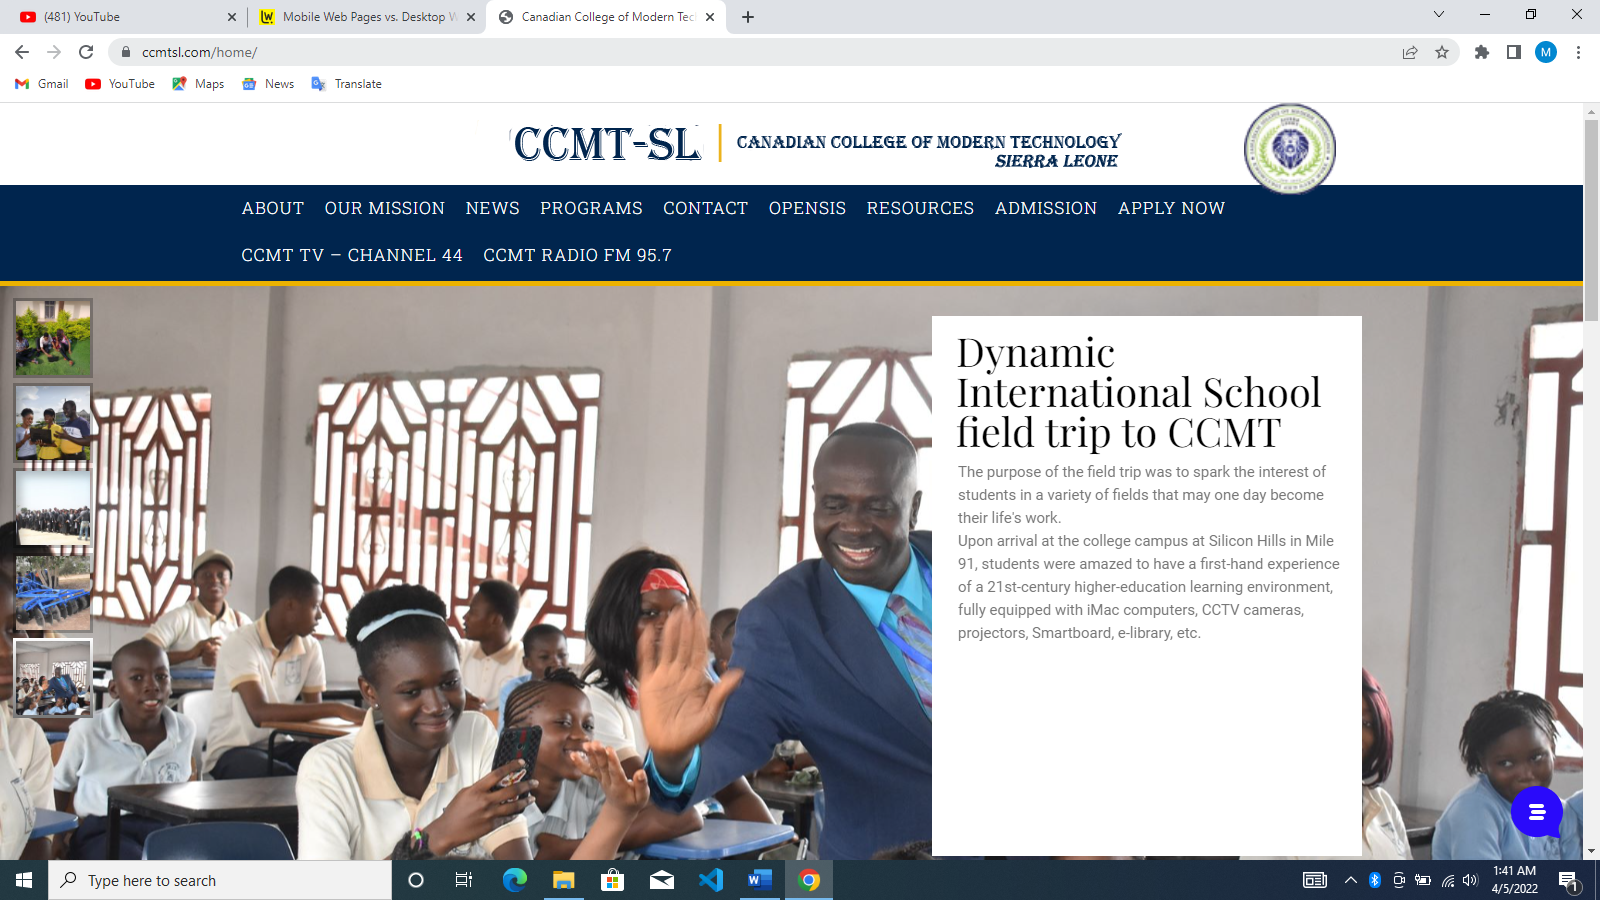 (481) YouTube
Mobile Web Pages vs. Desktop W
Canadian College of Modern Tec
ccmtsl.com/home/
M
Gmail
YouTube
Maps
News
Translate
CCMT-SL
CANADIAN COLLEGE OF MODERN TECHNOLOGY
SIERRA LEONE
ABOUT
OUR MISSION
NEWS
PROGRAMS
CONTACT
OPENSIS
RESOURCES
ADMISSION
APPLY NOW
CCMT TV – CHANNEL 44
CCMT RADIO FM 95.7
Dynamic
International School
field trip to CCMT
The purpose of the field trip was to spark the interest of
students in a variety of fields that may one day become
their life's work.
Upon arrival at the college campus at Silicon Hills in Mile
91, students were amazed to have a first-hand experience
of a 21st-century higher-education learning environment,
fully equipped with iMac computers, CCTV cameras,
projectors, Smartboard, e-library, etc.
Type here to search
1:41 AM
4/5/2022
1